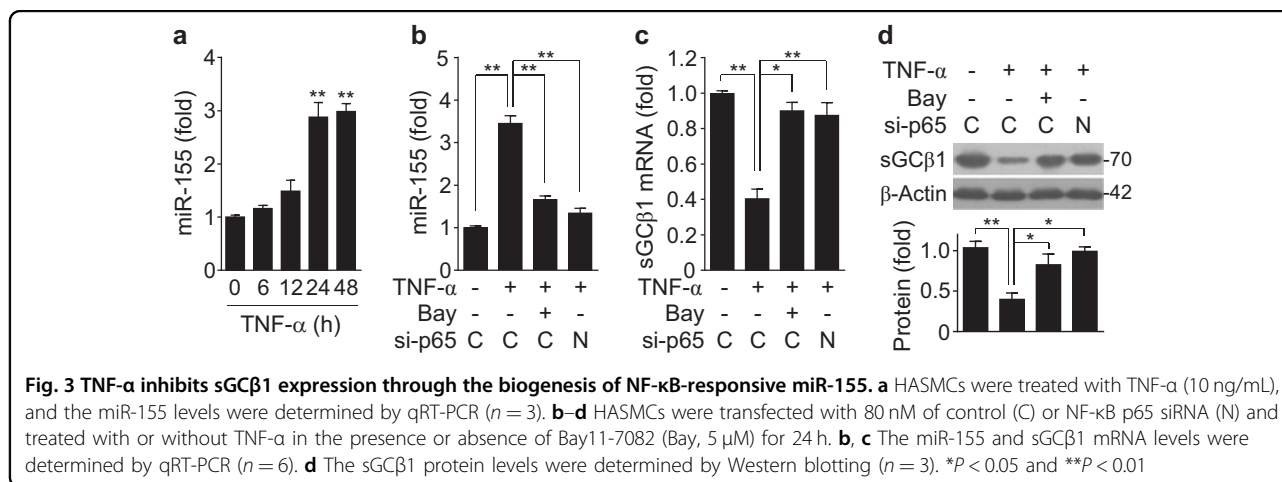 a
miR-155 (fold)
4
3
2
1
0
** **
0 6 12 24 48
TNF-α (h)
b
miR-155 (fold)
5
4
3
2
1
0
**
** **
TNF-α - + + +
Bay - - + -
si-p65 C C C N
c
sGCβ1 mRNA (fold)
1.0
0.8
0.6
0.4
0.2
0
**
** *
TNF-α - + + +
Bay - - + -
si-p65 C C C N
d
TNF-α - + + +
Bay - - + -
si-p65 C C C N
sGCβ1 -70
β-Actin -42
Protein (fold)
1.0
0.5
0
** *
*
Fig. 3 TNF-α inhibits sGCβ1 expression through the biogenesis of NF-κB-responsive miR-155. a HASMCs were treated with TNF-α (10 ng/mL),
and the miR-155 levels were determined by qRT-PCR (n = 3). b–d HASMCs were transfected with 80 nM of control (C) or NF-κB p65 siRNA (N) and
treated with or without TNF-α in the presence or absence of Bay11-7082 (Bay, 5 μM) for 24 h. b, c The miR-155 and sGCβ1 mRNA levels were
determined by qRT-PCR (n = 6). d The sGCβ1 protein levels were determined by Western blotting (n = 3). *P < 0.05 and **P < 0.01